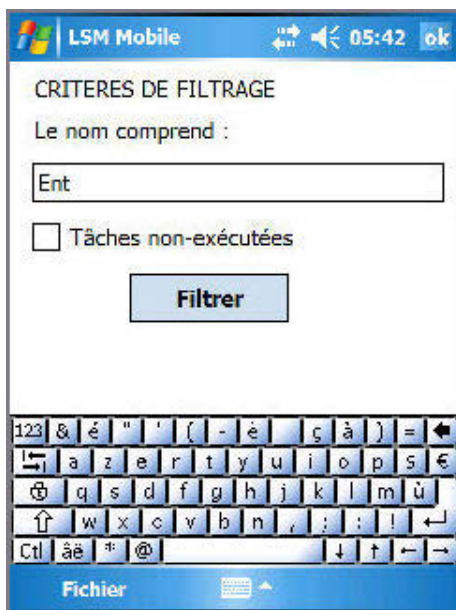 LSM Mobile 05:42 ok
CRITERES DE FILTRAGE
Le nom comprend :
Ent
Tâches non-exécutées
Filtrer
123 & é " ' ( - è ç à ) =
a z e r t y u i o p $ €
q s d f g h j k l m ù
w x c v b n , ; : !
Ctl âë * @
Fichier